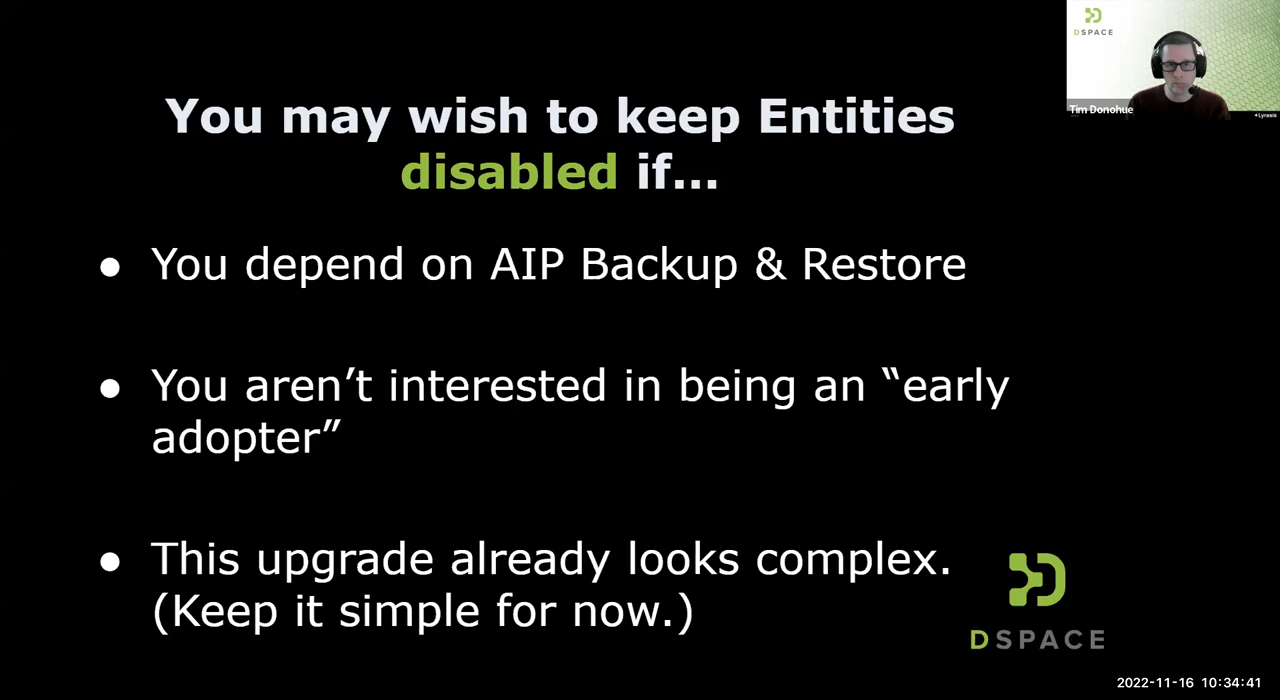 DSPACE
Tim Donohue
Lyrasis
You may wish to keep Entities
disabled if...
● You depend on AIP Backup & Restore
● You aren’t interested in being an “early
adopter”
● This upgrade already looks complex.
(Keep it simple for now.)
DSPACE
2022-11-16 10:34:41